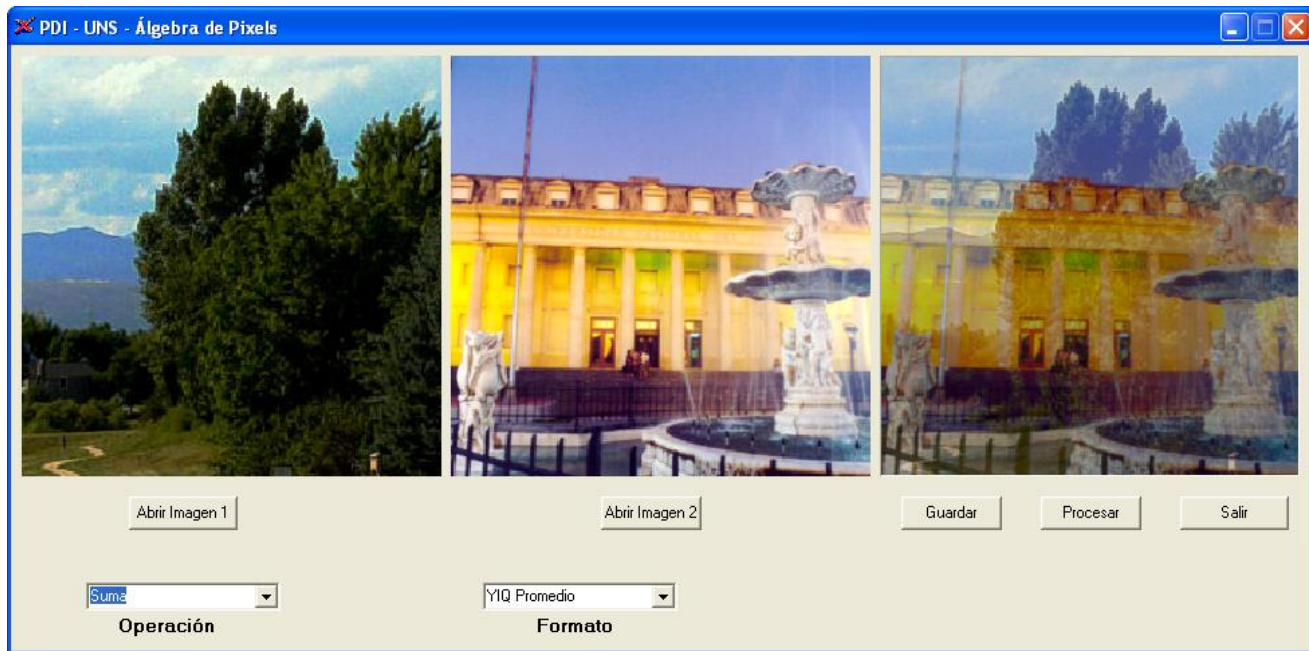 PDI - UNS - Álgebra de Pixels
Abrir Imagen 1
Abrir Imagen 2
Guardar
Procesar
Salir
Suma
YIQ Promedio
Operación
Formato